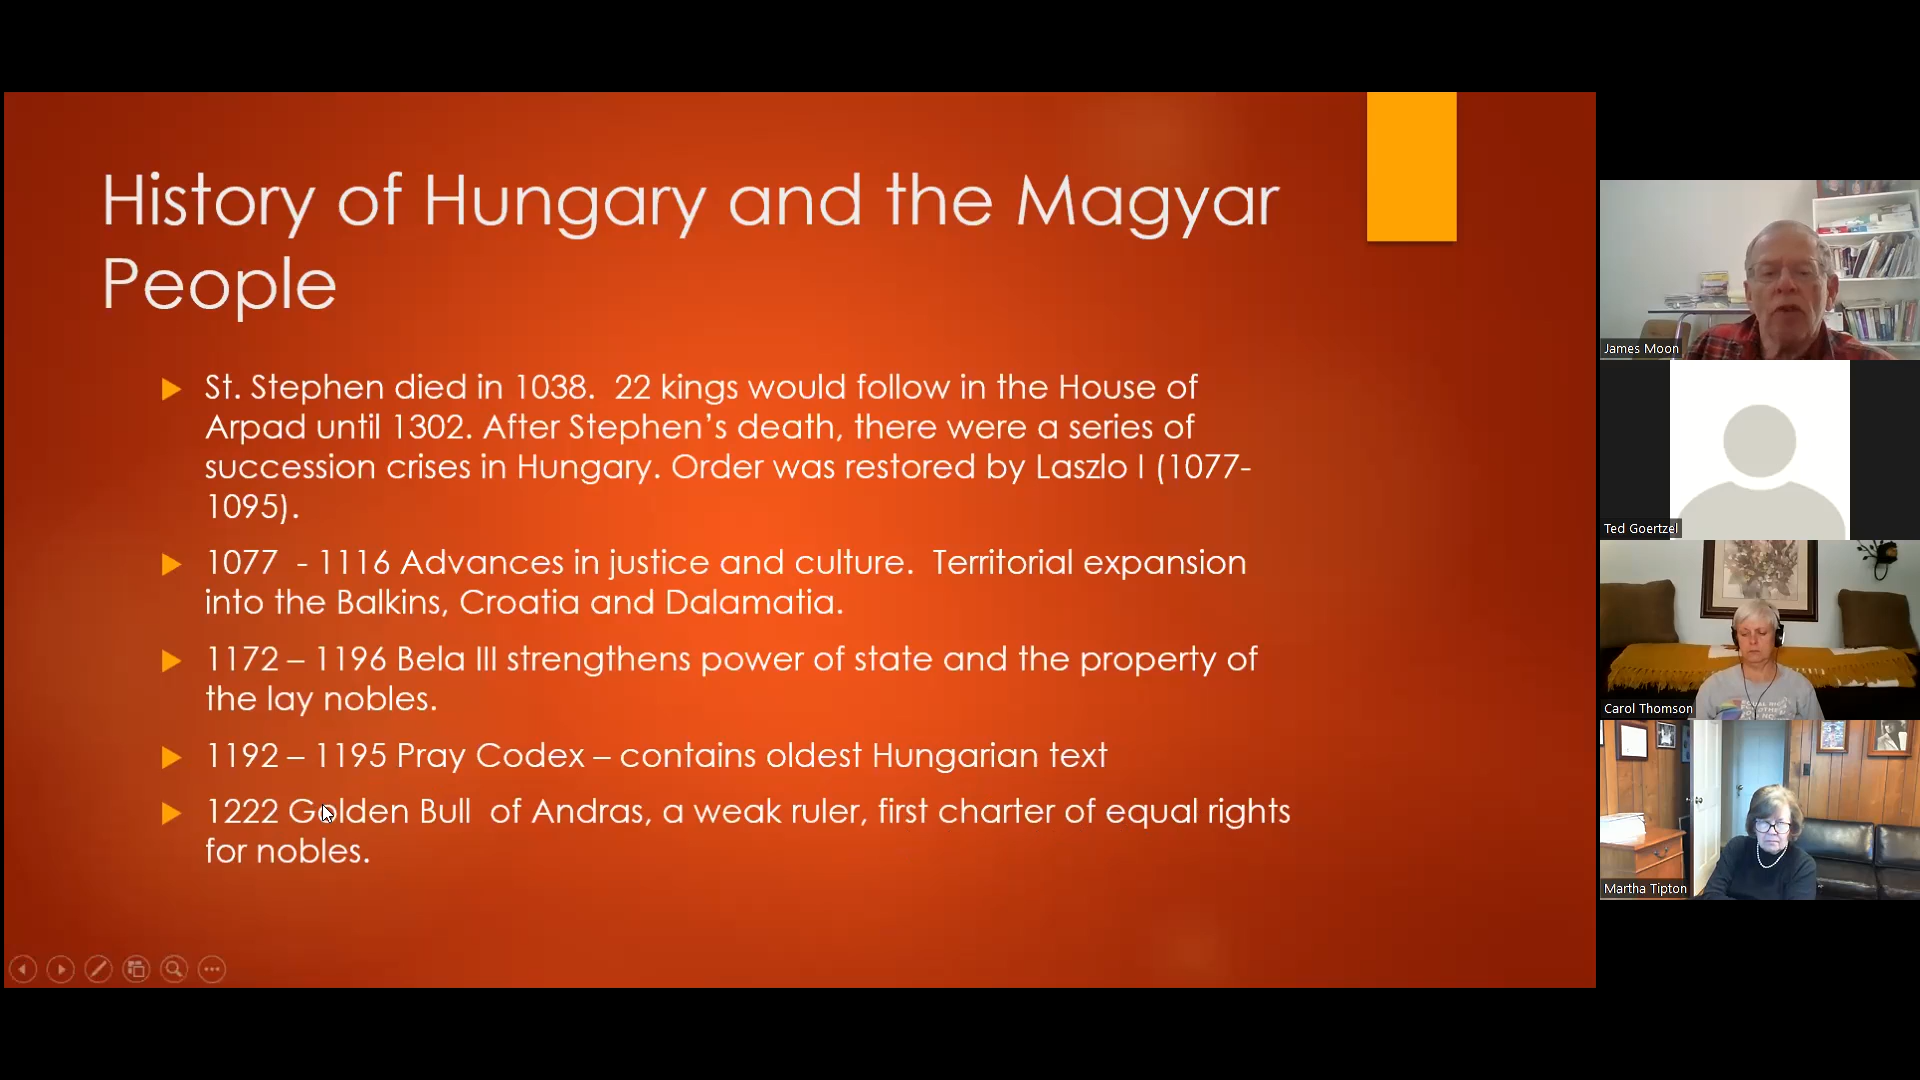 History of Hungary and the Magyar
People
St. Stephen died in 1038.  22 kings would follow in the House of
Arpad until 1302. After Stephen’s death, there were a series of
succession crises in Hungary. Order was restored by Laszlo I (1077-
1095).
1077  - 1116 Advances in justice and culture.  Territorial expansion
into the Balkins, Croatia and Dalamatia.
1172 – 1196 Bela III strengthens power of state and the property of
the lay nobles.
1192 – 1195 Pray Codex – contains oldest Hungarian text
1222 Golden Bull  of Andras, a weak ruler, first charter of equal rights
for nobles.
James Moon
Ted Goertzel
Carol Thomson
Martha Tipton